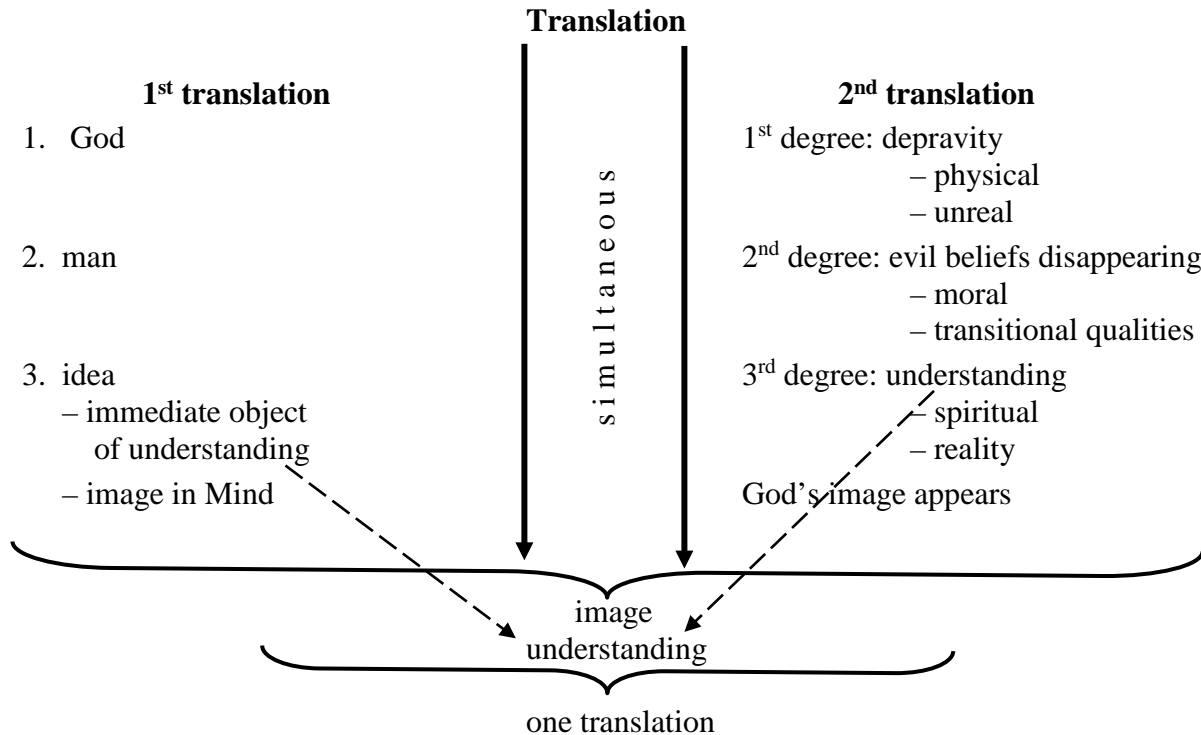 Translation
1st translation
1. God
2. man
3. idea
– immediate object
of understanding
– image in Mind
simultaneous
2nd translation
1st degree: depravity
– physical
– unreal
2nd degree: evil beliefs disappearing
– moral
– transitional qualities
3rd degree: understanding
– spiritual
– reality
God’s image appears
image
understanding
one translation